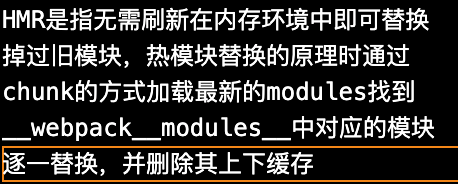 HMR是指无需刷新在内存环境中即可替换
掉过旧模块，热模块替换的原理时通过
chunk的方式加载最新的modules找到
__webpack__modules__中对应的模块
逐一替换，并删除其上下缓存